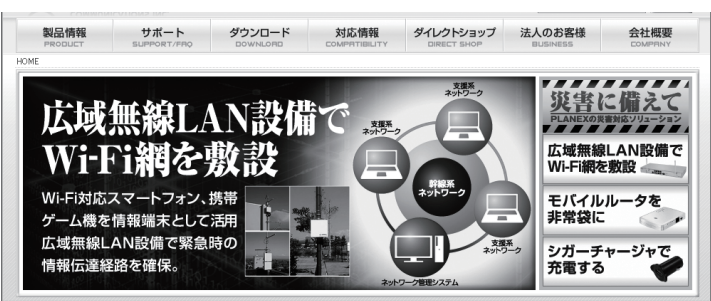 製品情報
PRODUCT
サポート
SUPPORT/FAQ
ダウンロード
DOWNLOAD
対応情報
COMPATIBILITY
ダイレクトショップ
DIRECT SHOP
法人のお客様
BUSINESS
会社概要
COMPANY
HOME
広域無線LAN設備で
Wi-Fi網を敷設
Wi-Fi対応スマートフォン、携帯
ゲーム機を情報端末として活用
広域無線LAN設備で緊急時の
情報伝達経路を確保。
支援系
ネットワーク
支援系
ネットワーク
幹線系
ネットワーク
支援系
ネットワーク
ネットワーク管理システム
災害に備えて
PLANEXの災害対応ソリューション
広域無線LAN設備で
Wi-Fi網を敷設
モバイルルータを
非常袋に
シガーチャージャで
充電する